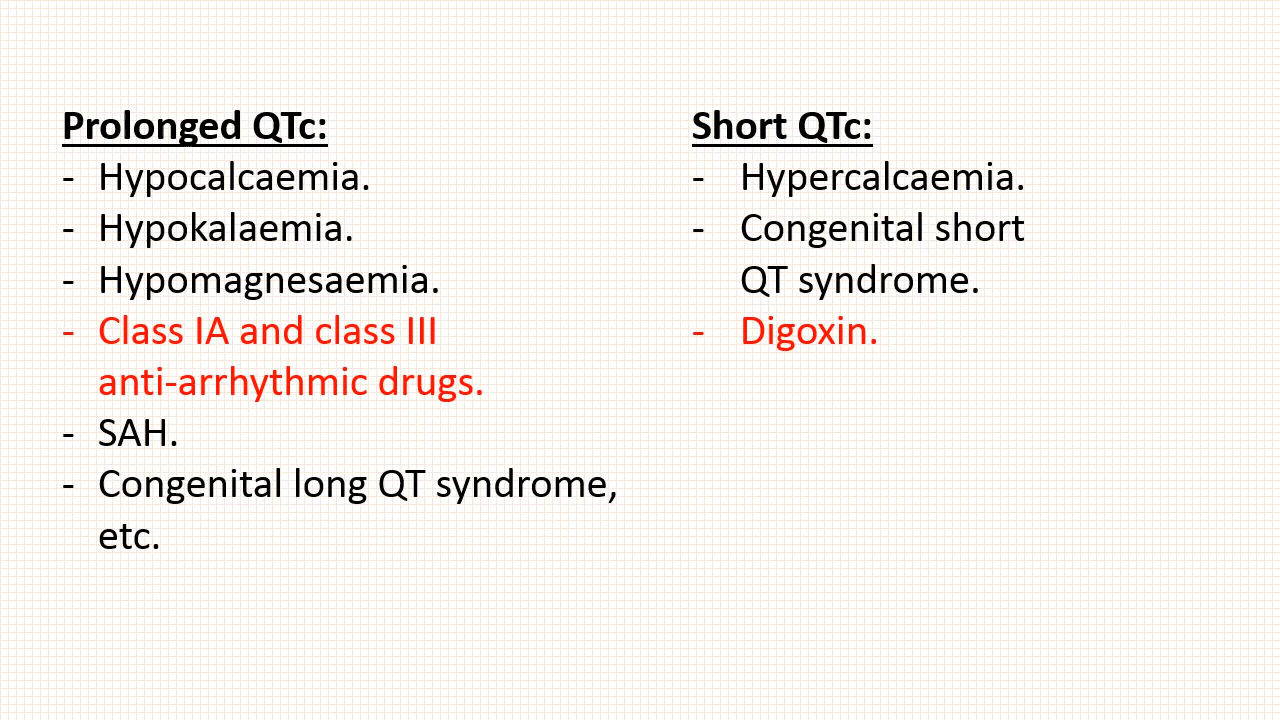 Prolonged QTc:
- Hypocalcaemia.
- Hypokalaemia.
- Hypomagnesaemia.
- Class IA and class III
anti-arrhythmic drugs.
- SAH.
- Congenital long QT syndrome,
etc.
Short QTc:
- Hypercalcaemia.
- Congenital short
QT syndrome.
- Digoxin.